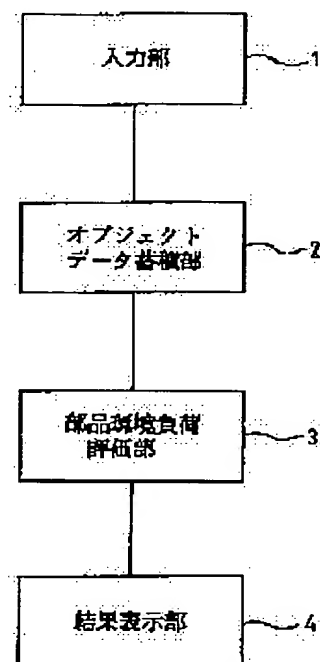 入力部
1
オブジェクト
データ蓄積部
2
部品環境負荷
評価部
3
結果表示部
4